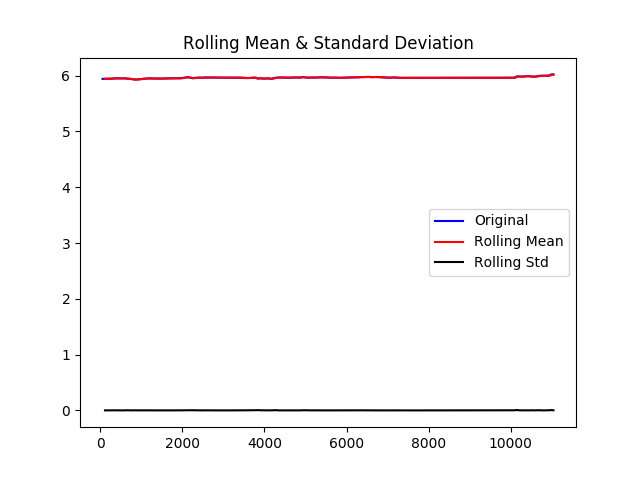 Rolling Mean & Standard Deviation
6
5
4
3
2
1
0
Original
Rolling Mean
Rolling Std
0 2000 4000 6000 8000 10000